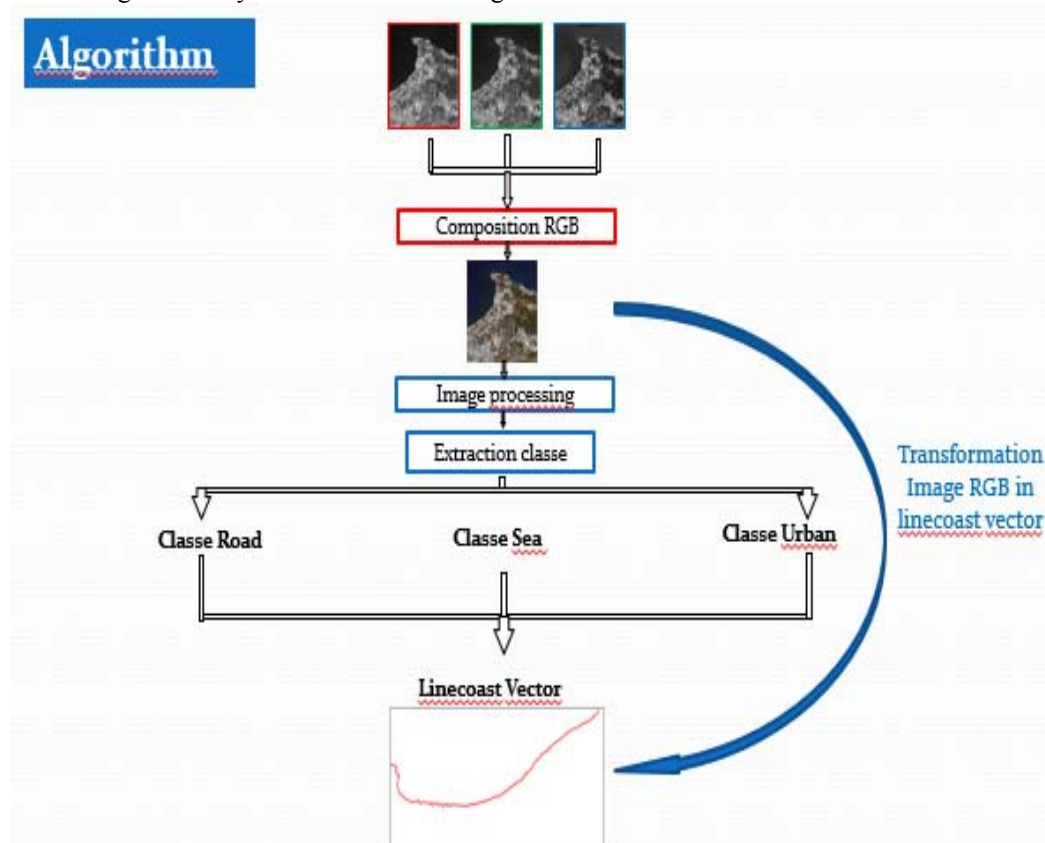 Algorithm
Composition RGB
Image processing
Extraction classe
Transformation
Image RGB in
linecoast vector
Classe Road
Classe Sea
Classe Urban
Linecoast Vector